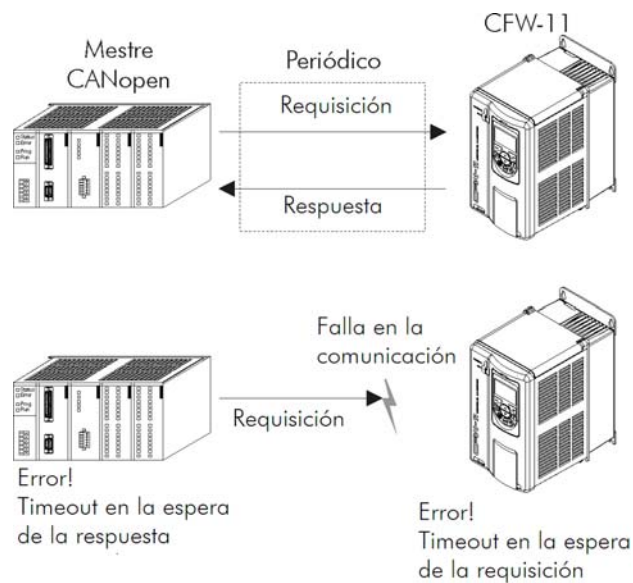 CFW-11
Mestre
CANopen
Periódico
Requisición
Respuesta
Falla en la
comunicación
Requisición
Error!
Timeout en la espera
de la respuesta
Error!
Timeout en la espera
de la requisición